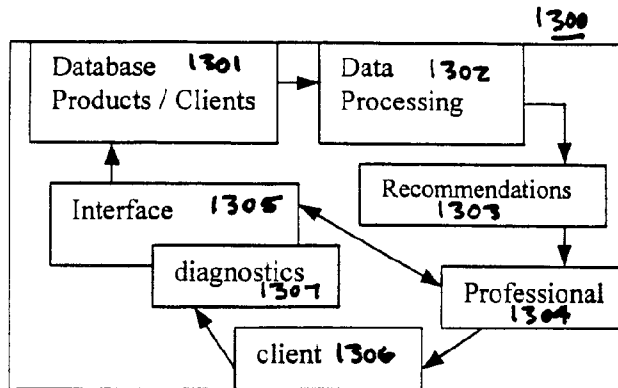 1300
Database 1301
Products / Clients
Data 1302
Processing
Recommendations
1303
Interface 1305
diagnostics
1307
Professional
1304
client 1306